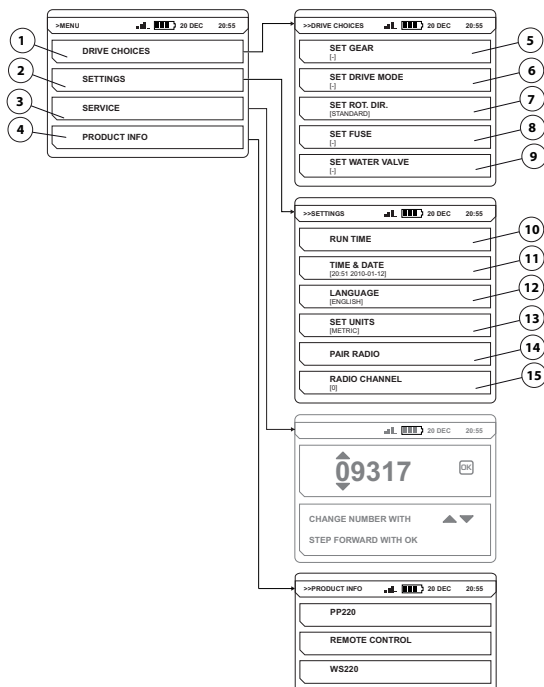 >MENU 20 DEC 20:55
1 DRIVE CHOICES
2 SETTINGS
3 SERVICE
4 PRODUCT INFO
>>DRIVE CHOICES 20 DEC 20:55
SET GEAR 5
[-]
SET DRIVE MODE 6
[-]
SET ROT. DIR. 7
[STANDARD]
SET FUSE 8
[-]
SET WATER VALVE 9
[-]
>>SETTINGS 20 DEC 20:55
RUN TIME 10
TIME & DATE 11
[20:51 2010-01-12]
LANGUAGE 12
[ENGLISH]
SET UNITS 13
[METRIC]
PAIR RADIO 14
RADIO CHANNEL 15
[0]
20 DEC 20:55
09317 OK
CHANGE NUMBER WITH
STEP FORWARD WITH OK
>>PRODUCT INFO 20 DEC 20:55
PP220
REMOTE CONTROL
WS220